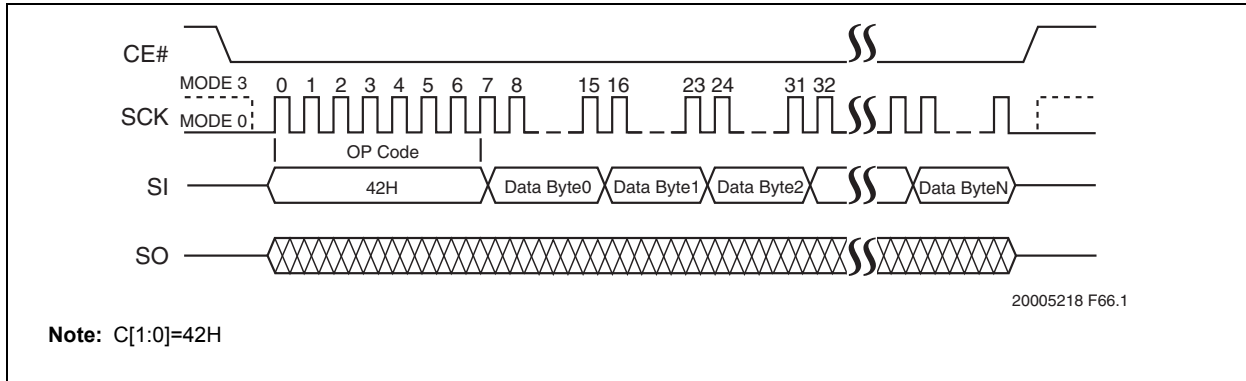 CE#
MODE 3
0 1 2 3 4 5 6 7 8 15 16 23 24 31 32
SCK
MODE 0
OP Code
SI 42H Data Byte0 Data Byte1 Data Byte2 Data ByteN
SO
20005218 F66.1
Note: C[1:0]=42H